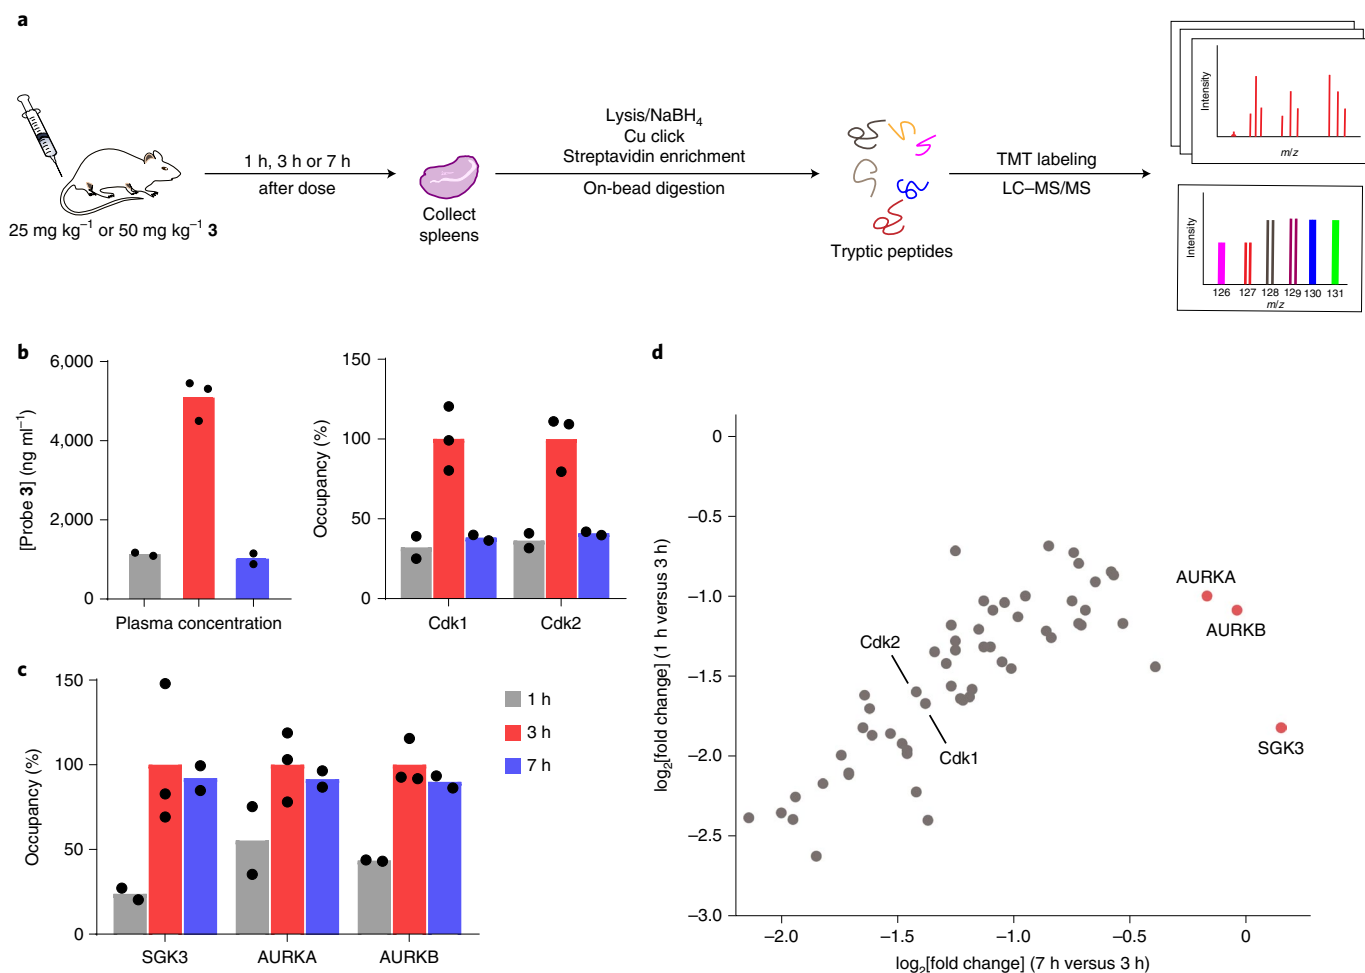 a
25 mg kg⁻¹ or 50 mg kg⁻¹ 3
1 h, 3 h or 7 h
after dose
Collect
spleens
Lysis/NaBH₄
Cu click
Streptavidin enrichment
On-bead digestion
Tryptic peptides
TMT labeling
LC–MS/MS
Intensity
m/z
Intensity
126 127 128 129 130 131
m/z
b
[Probe 3] (ng ml⁻¹)
6,000
4,000
2,000
0
Plasma concentration
Occupancy (%)
150
100
50
0
Cdk1 Cdk2
c
Occupancy (%)
150
100
50
0
SGK3 AURKA AURKB
1 h
3 h
7 h
d
log₂[fold change] (1 h versus 3 h)
0
–0.5
–1.0
–1.5
–2.0
–2.5
–3.0
AURKA
AURKB
Cdk2
Cdk1
SGK3
–2.0 –1.5 –1.0 –0.5 0
log₂[fold change] (7 h versus 3 h)